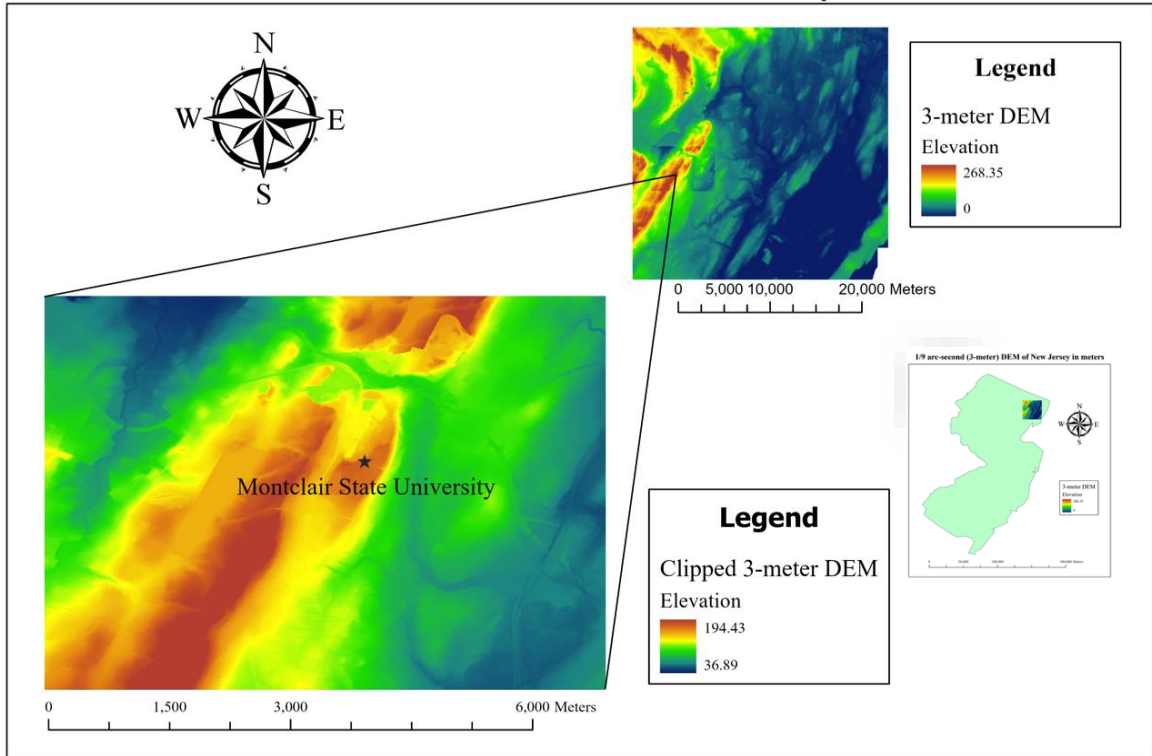 N
W E
S
Legend
3-meter DEM
Elevation
268.35
0
0 5,000 10,000 20,000 Meters
Montclair State University
0 1,500 3,000 6,000 Meters
1/9 arc-second (3-meter) DEM of New Jersey in meters
N
W E
S
3-meter DEM
Elevation
Legend
Clipped 3-meter DEM
Elevation
194.43
36.89